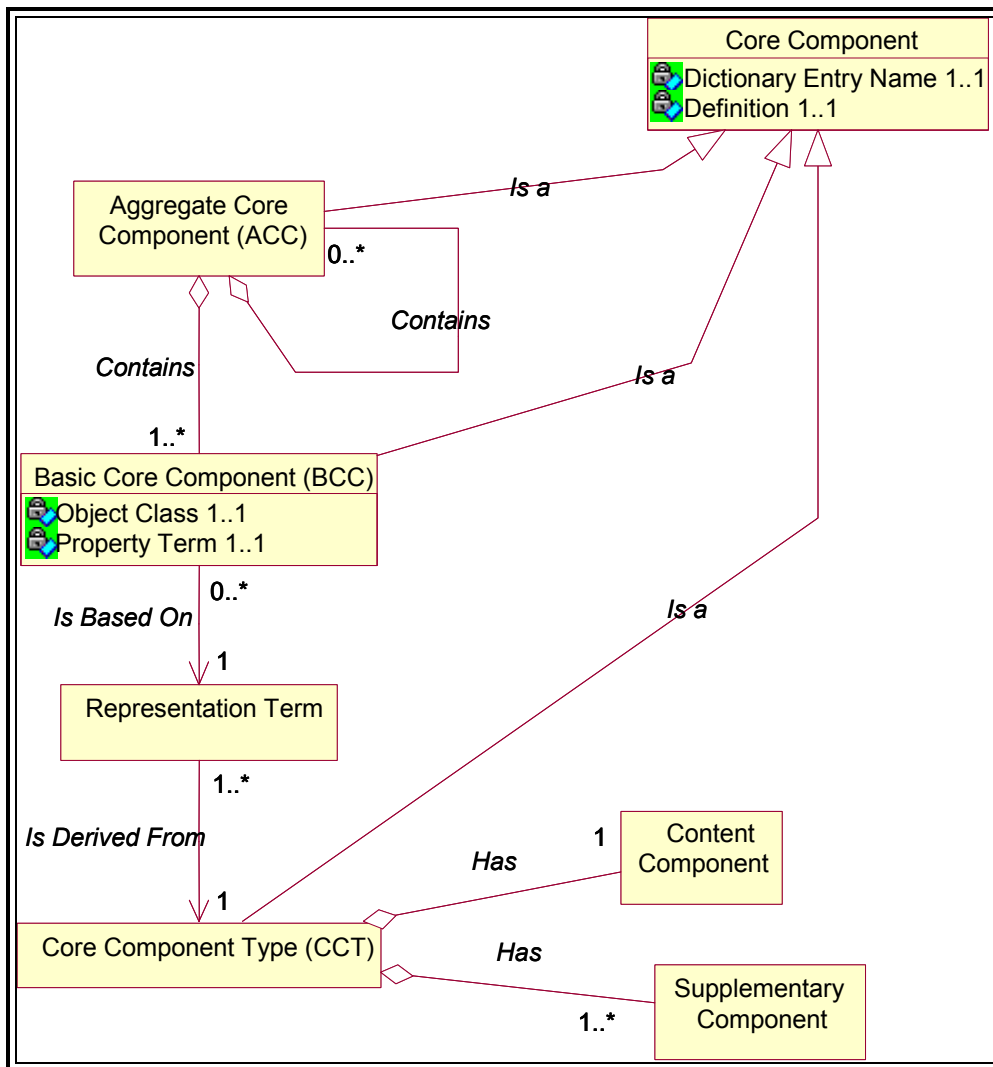 Core Component
Dictionary Entry Name 1..1
Definition 1..1
Is a
Aggregate Core
Component (ACC)
0..*
Contains
Contains
Is a
1..*
Basic Core Component (BCC)
Object Class 1..1
Property Term 1..1
0..*
Is Based On
Is a
1
Representation Term
1..*
Is Derived From
1
Content
Component
Has
1
Core Component Type (CCT)
Has
Supplementary
Component
1..*